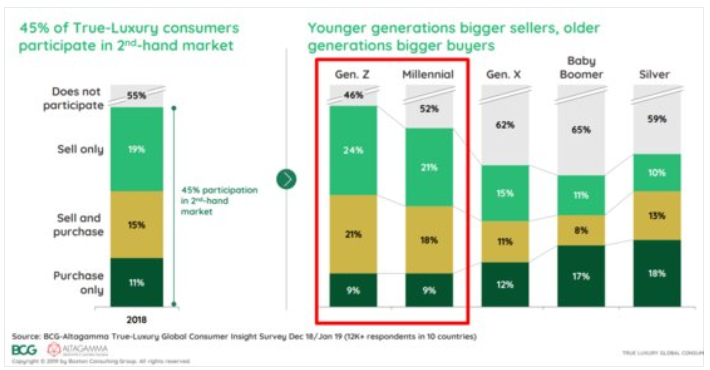 45% of True-Luxury consumers
participate in 2nd-hand market
Younger generations bigger sellers, older
generations bigger buyers
Does not
participate
55%
Sell only
19%
Sell and
purchase
15%
Purchase
only
11%
2018
45% participation
in 2nd-hand
market
Gen. Z
46%
24%
21%
9%
Millennial
52%
21%
18%
9%
Gen. X
62%
15%
11%
12%
Baby
Boomer
65%
11%
8%
17%
Silver
59%
10%
13%
18%
Source: BCG-Altagamma True-Luxury Global Consumer Insight Survey Dec 18/Jan 19 (12K+ respondents in 10 countries)
BCG
ALTAGAMMA
Copyright © 2019 by Boston Consulting Group. All rights reserved.
TRUE LUXURY GLOBAL CONSUM